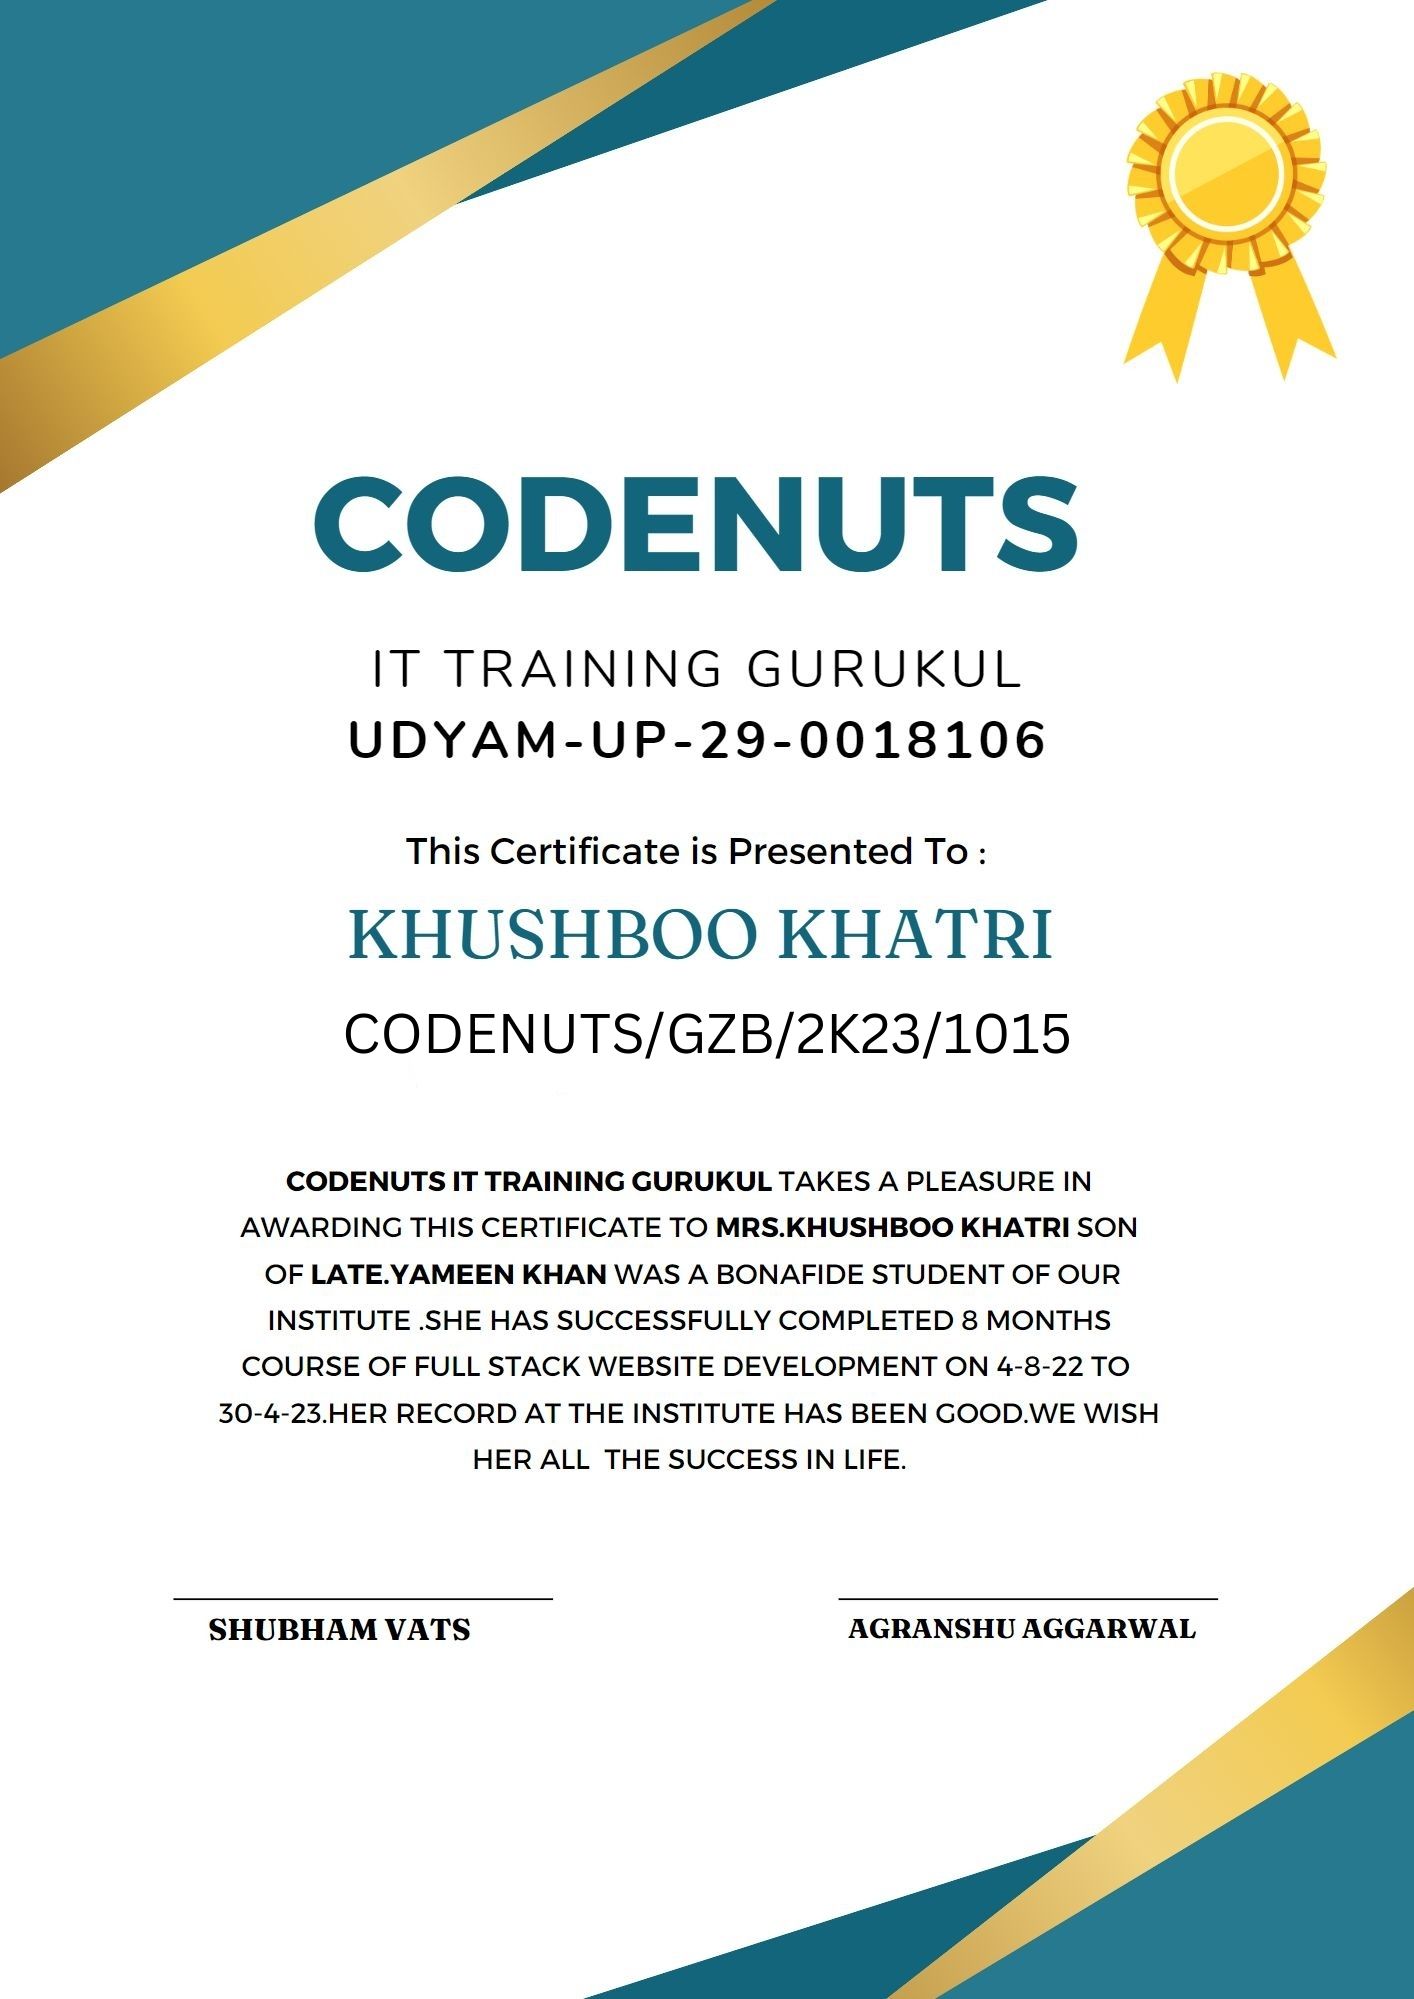 CODENUTS
IT TRAINING GURUKUL
UDYAM-UP-29-0018106
This Certificate is Presented To :
KHUSHBOO KHATRI
CODENUTS/GZB/2K23/1015
CODENUTS IT TRAINING GURUKUL TAKES A PLEASURE IN
AWARDING THIS CERTIFICATE TO MRS.KHUSHBOO KHATRI SON
OF LATE.YAMEEN KHAN WAS A BONAFIDE STUDENT OF OUR
INSTITUTE .SHE HAS SUCCESSFULLY COMPLETED 8 MONTHS
COURSE OF FULL STACK WEBSITE DEVELOPMENT ON 4-8-22 TO
30-4-23.HER RECORD AT THE INSTITUTE HAS BEEN GOOD.WE WISH
HER ALL  THE SUCCESS IN LIFE.
SHUBHAM VATS
AGRANSHU AGGARWAL